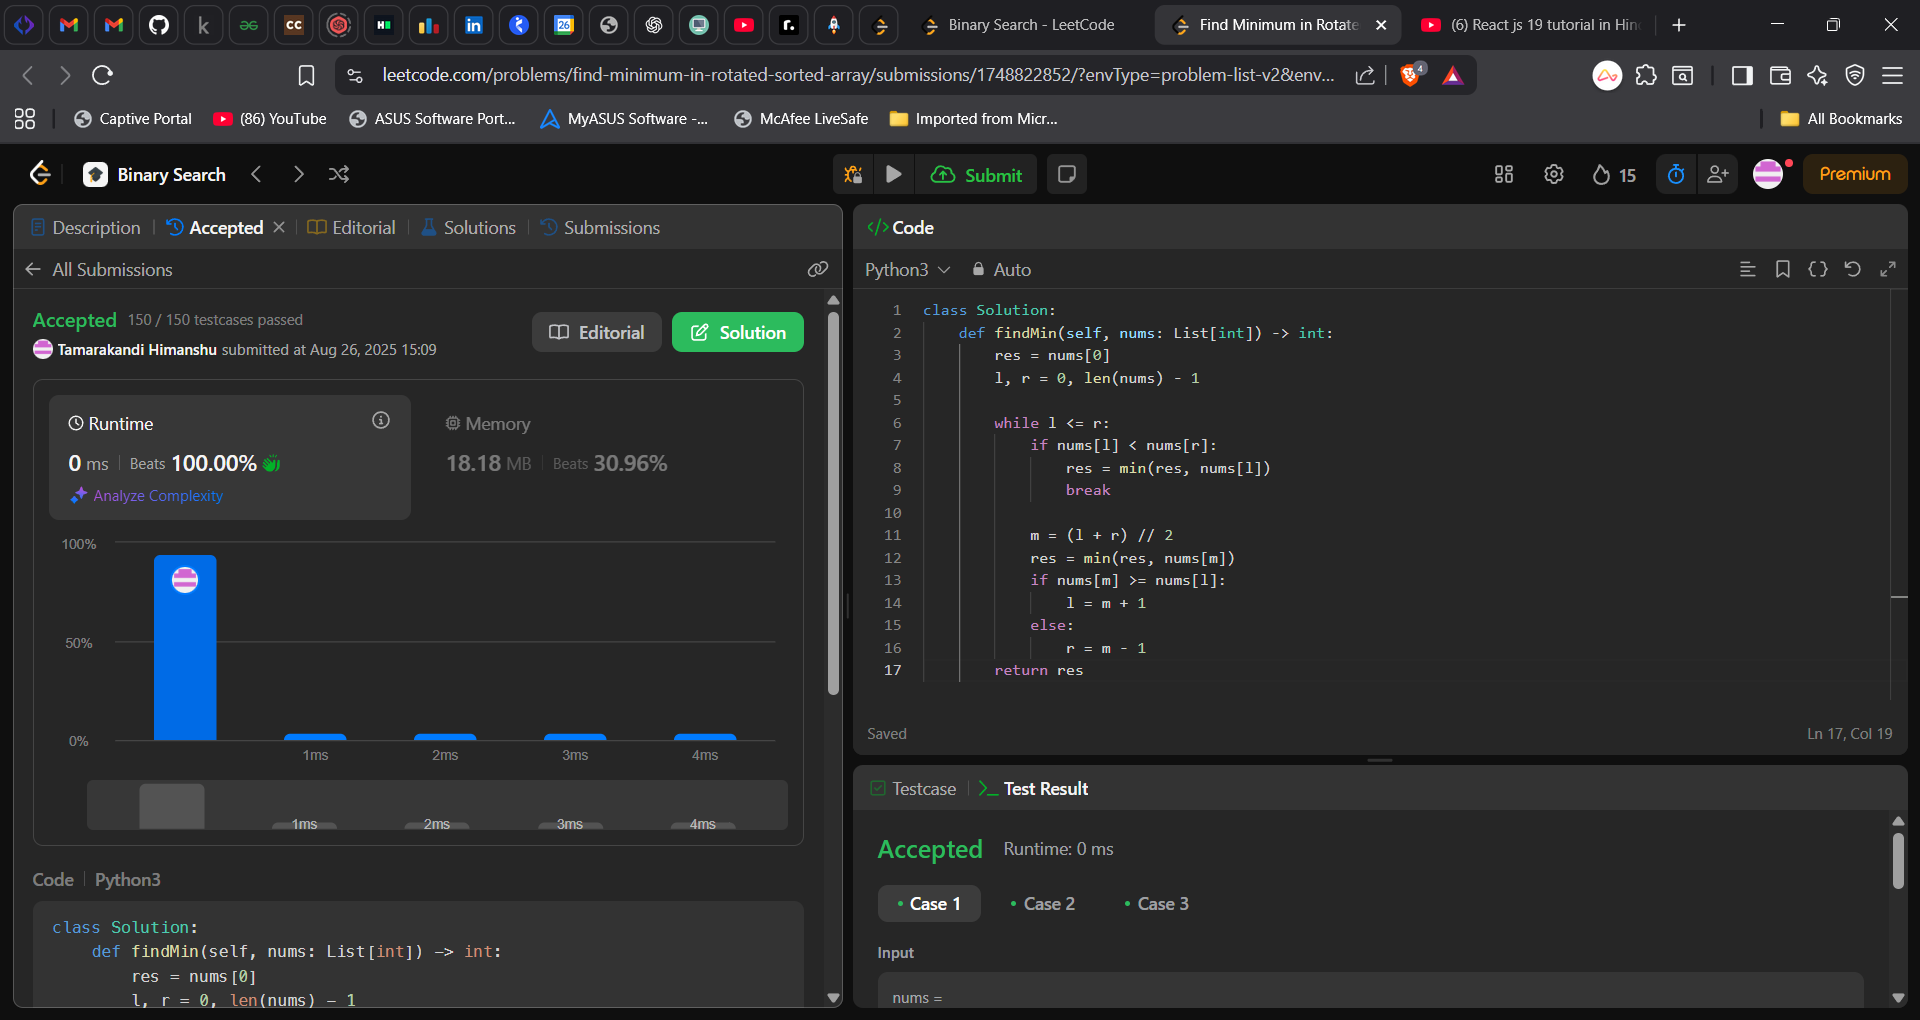 Binary Search - LeetCode
Find Minimum in Rotate
(6) React js 19 tutorial in Hin
leetcode.com/problems/find-minimum-in-rotated-sorted-array/submissions/1748822852/?envType=problem-list-v2&env...
4
Captive Portal
(86) YouTube
ASUS Software Port...
MyASUS Software -...
McAfee LiveSafe
Imported from Micr...
All Bookmarks
Binary Search
Submit
15
Premium
Description
Accepted
Editorial
Solutions
Submissions
All Submissions
Accepted 150 / 150 testcases passed
Tamarakandi Himanshu submitted at Aug 26, 2025 15:09
Editorial
Solution
Runtime
0 ms Beats 100.00%
Analyze Complexity
Memory
18.18 MB Beats 30.96%
100%
50%
0%
1ms 2ms 3ms 4ms
1ms 2ms 3ms 4ms
Code Python3
class Solution:
def findMin(self, nums: List[int]) -> int:
res = nums[0]
l, r = 0, len(nums) - 1
Code
Python3 Auto
1 class Solution:
2 def findMin(self, nums: List[int]) -> int:
3 res = nums[0]
4 l, r = 0, len(nums) - 1
5
6 while l <= r:
7 if nums[l] < nums[r]:
8 res = min(res, nums[l])
9 break
10
11 m = (l + r) // 2
12 res = min(res, nums[m])
13 if nums[m] >= nums[l]:
14 l = m + 1
15 else:
16 r = m - 1
17 return res
Saved
Ln 17, Col 19
Testcase
Test Result
Accepted Runtime: 0 ms
Case 1
Case 2
Case 3
Input
nums =